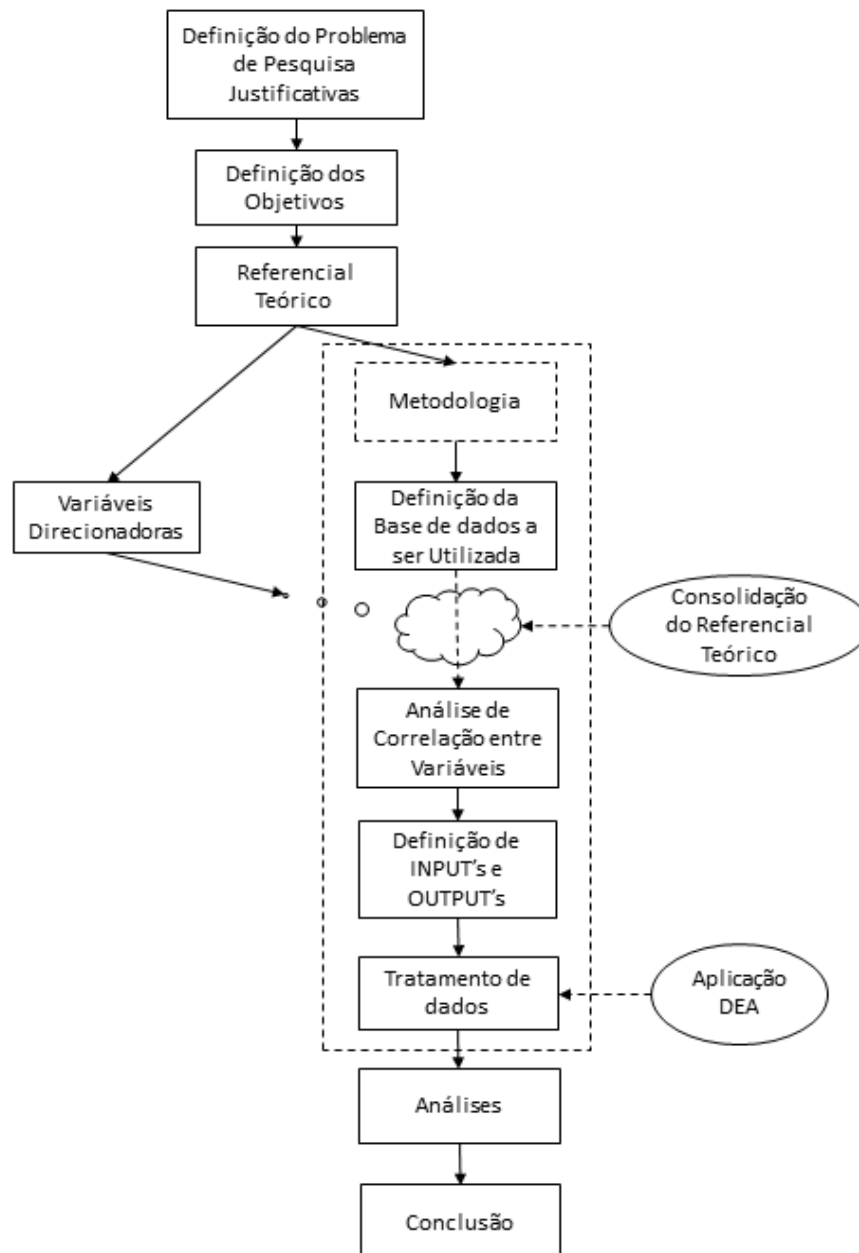 Definição do Problema
de Pesquisa
Justificativas
Definição dos
Objetivos
Referencial
Teórico
Metodologia
Variáveis
Direcionadoras
Definição da
Base de dados a
ser Utilizada
Consolidação
do Referencial
Teórico
Análise de
Correlação entre
Variáveis
Definição de
INPUT’s e
OUTPUT’s
Tratamento de
dados
Aplicação
DEA
Análises
Conclusão